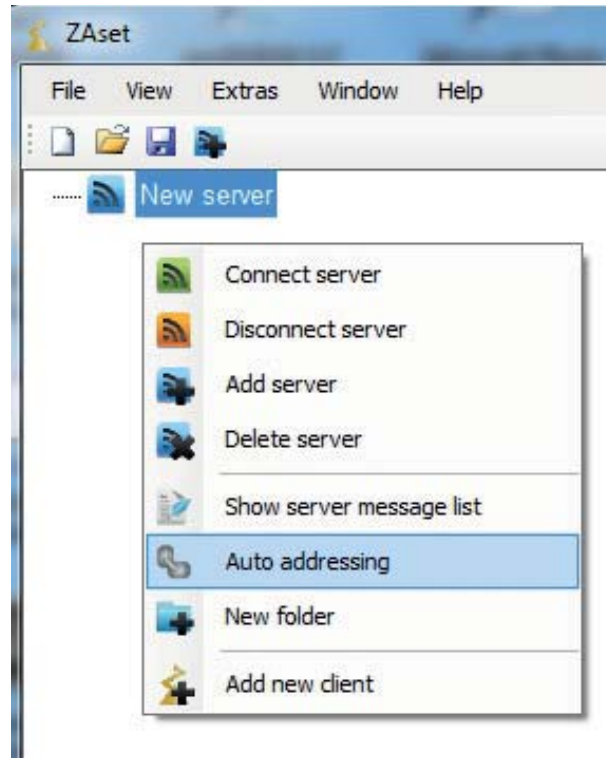 ZAset
File View Extras Window Help
New server
Connect server
Disconnect server
Add server
Delete server
Show server message list
Auto addressing
New folder
Add new client